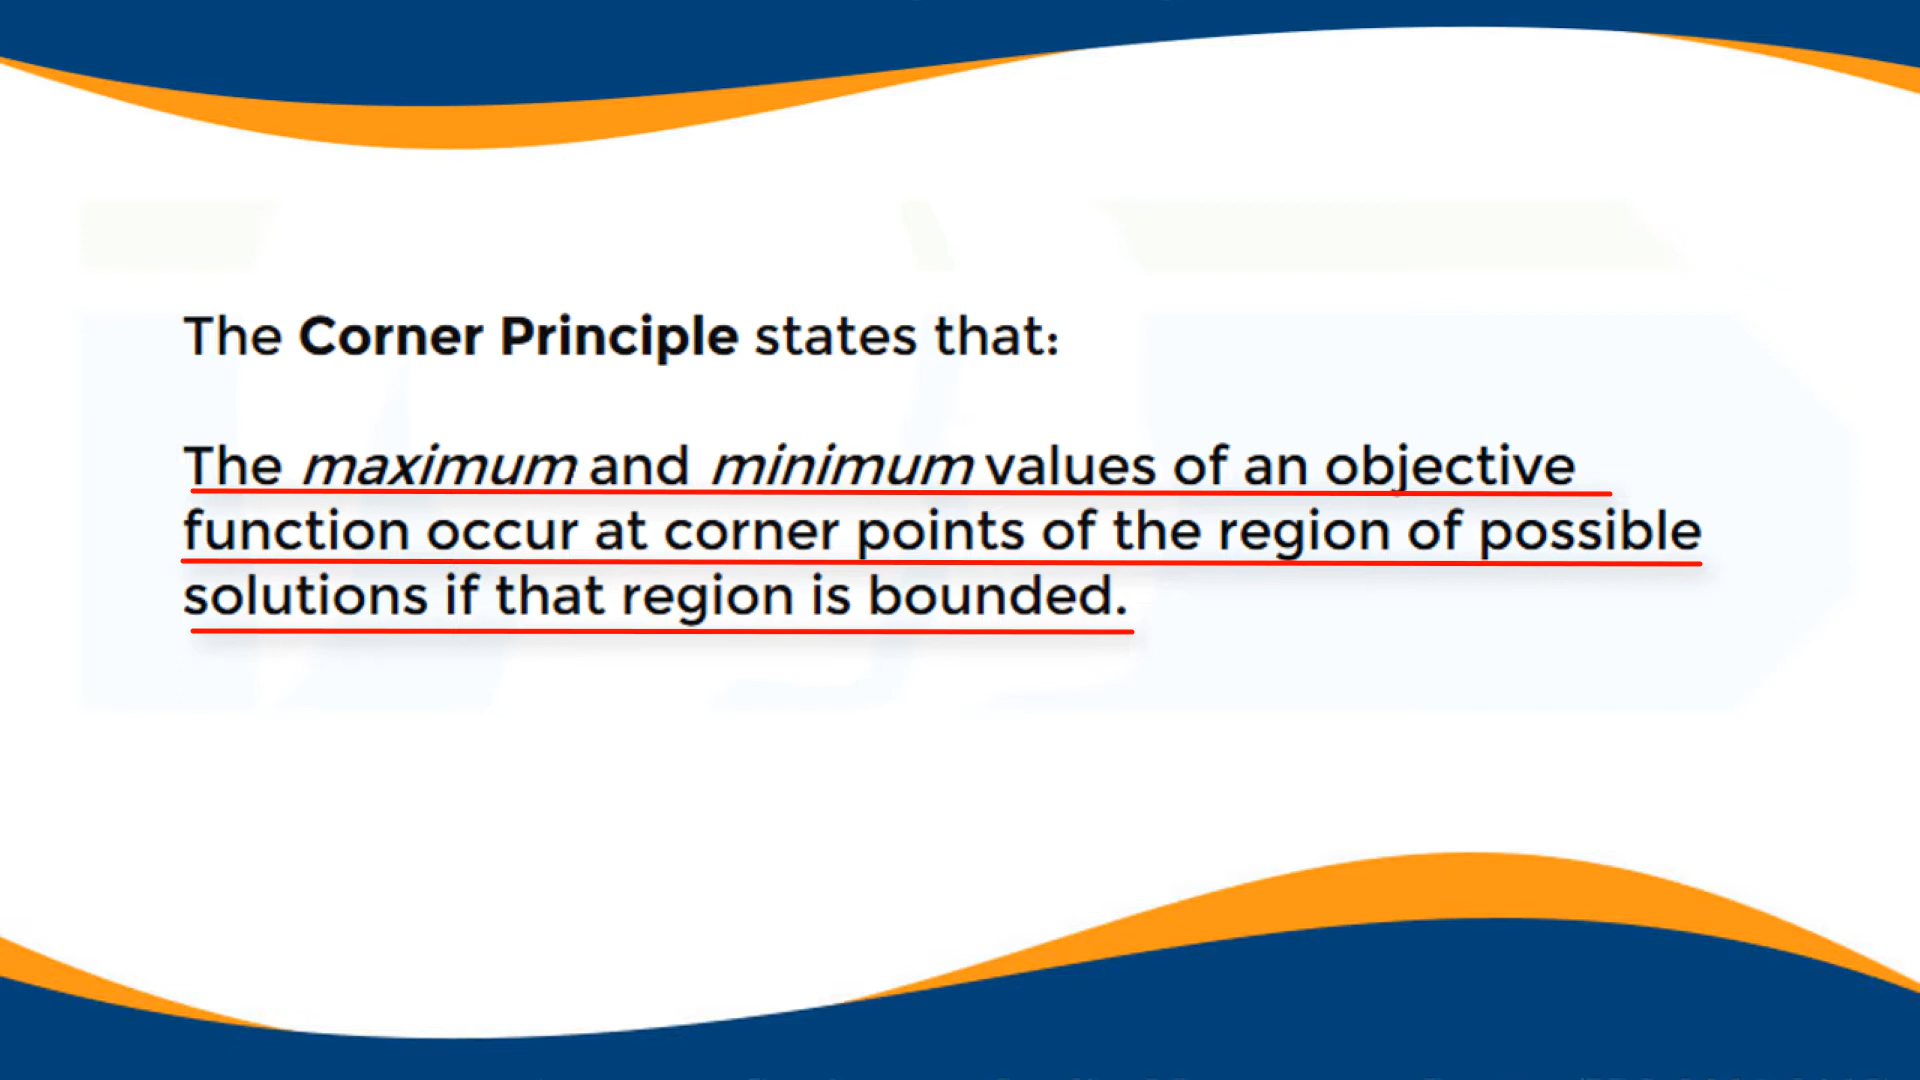 The Corner Principle states that:
The maximum and minimum values of an objective
function occur at corner points of the region of possible
solutions if that region is bounded.